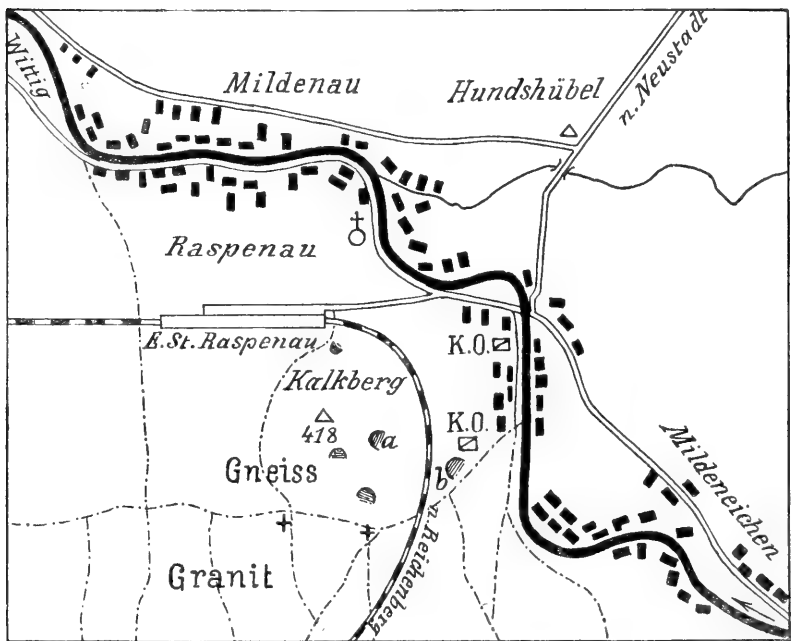 Wittig
Mildenau
Hundshübel
n. Neustadt
Raspenau
E. St. Raspenau
K.O.
Kalkberg
418
a
K.O.
Gneiss
b
Mildeneichen
n. Reichenberg
Granit